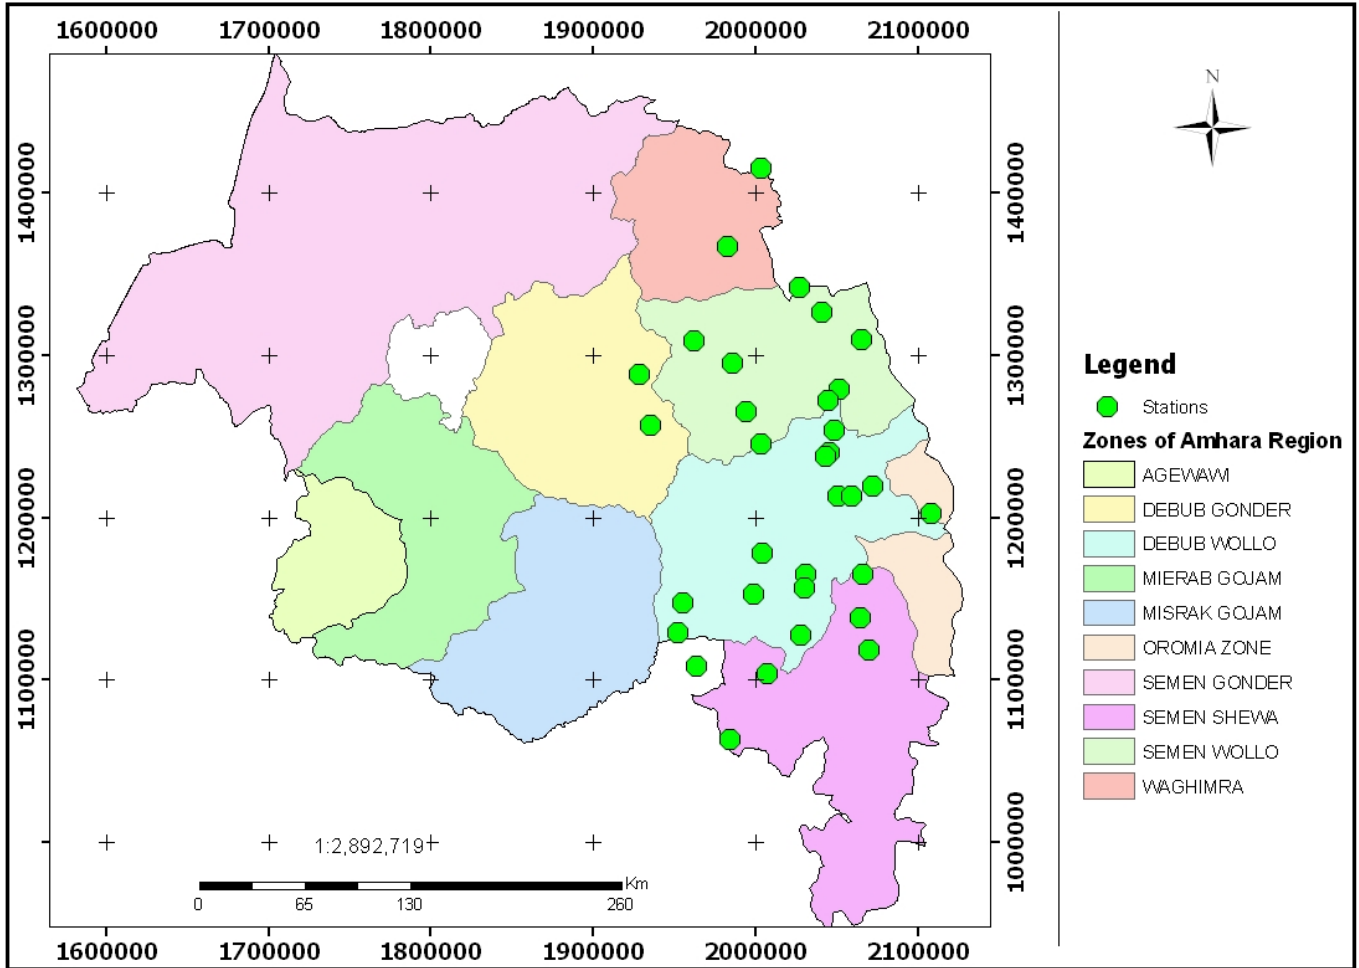 1600000 1700000 1800000 1900000 2000000 2100000
N
1400000
1400000
1300000
1300000
1200000
1200000
1100000
1100000
1000000
Legend
Stations
Zones of Amhara Region
AGEWAWI
DEBUB GONDER
DEBUB WOLLO
MIERAB GOJAM
MISRAK GOJAM
OROMIA ZONE
SEMEN GONDER
SEMEN SHEWA
SEMEN WOLLO
WAGHIMRA
1:2,892,719
Km
0 65 130 260
1600000 1700000 1800000 1900000 2000000 2100000